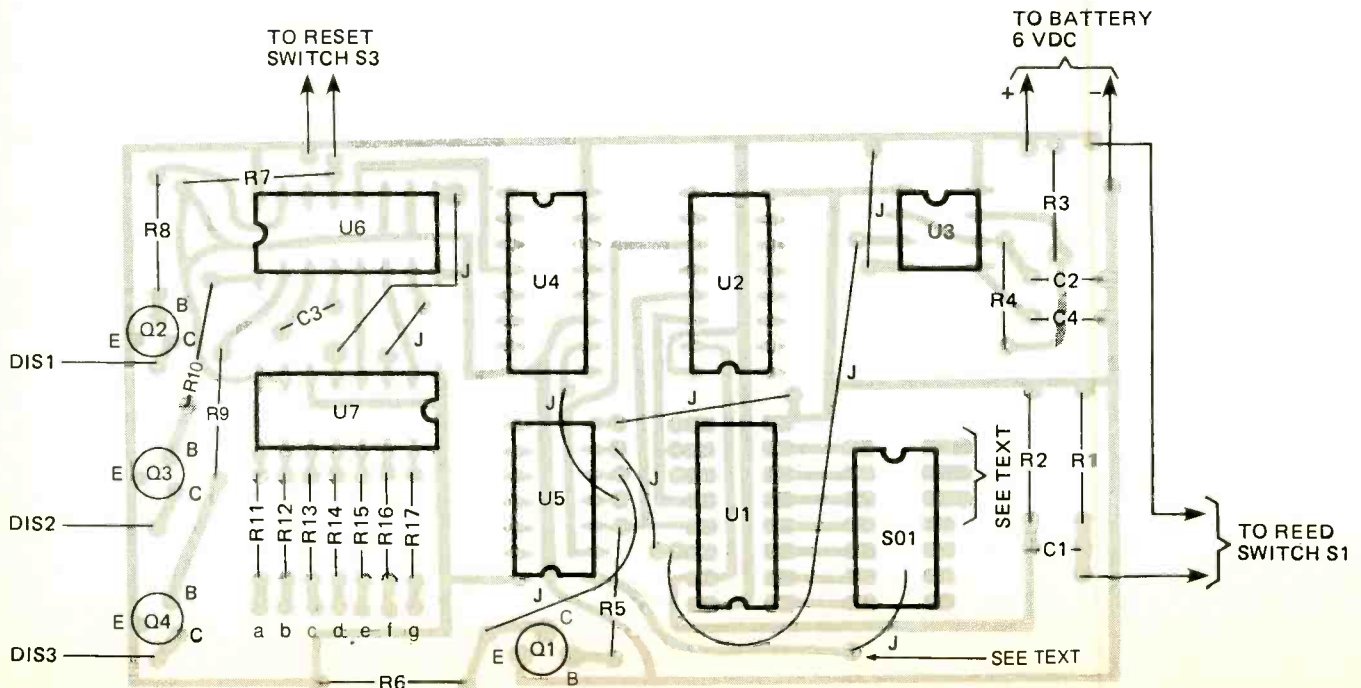 TO RESET
SWITCH S3
TO BATTERY
6 VDC
+ -
R7
R8
U6
U4
U2
J
U3
R3
J
C2
R4
C4
B
E Q2 C
C3
J
DIS1
R10
J
R9
U7
J
J
J
B
E Q3 C
R11
R12
R13
R14
R15
R16
R17
U5
J
U1
S01
SEE TEXT
R2
R1
C1
TO REED
SWITCH S1
DIS2
B
E Q4 C
a b c d e f g
J
R5
C
E Q1 B
J
DIS3
SEE TEXT
R6